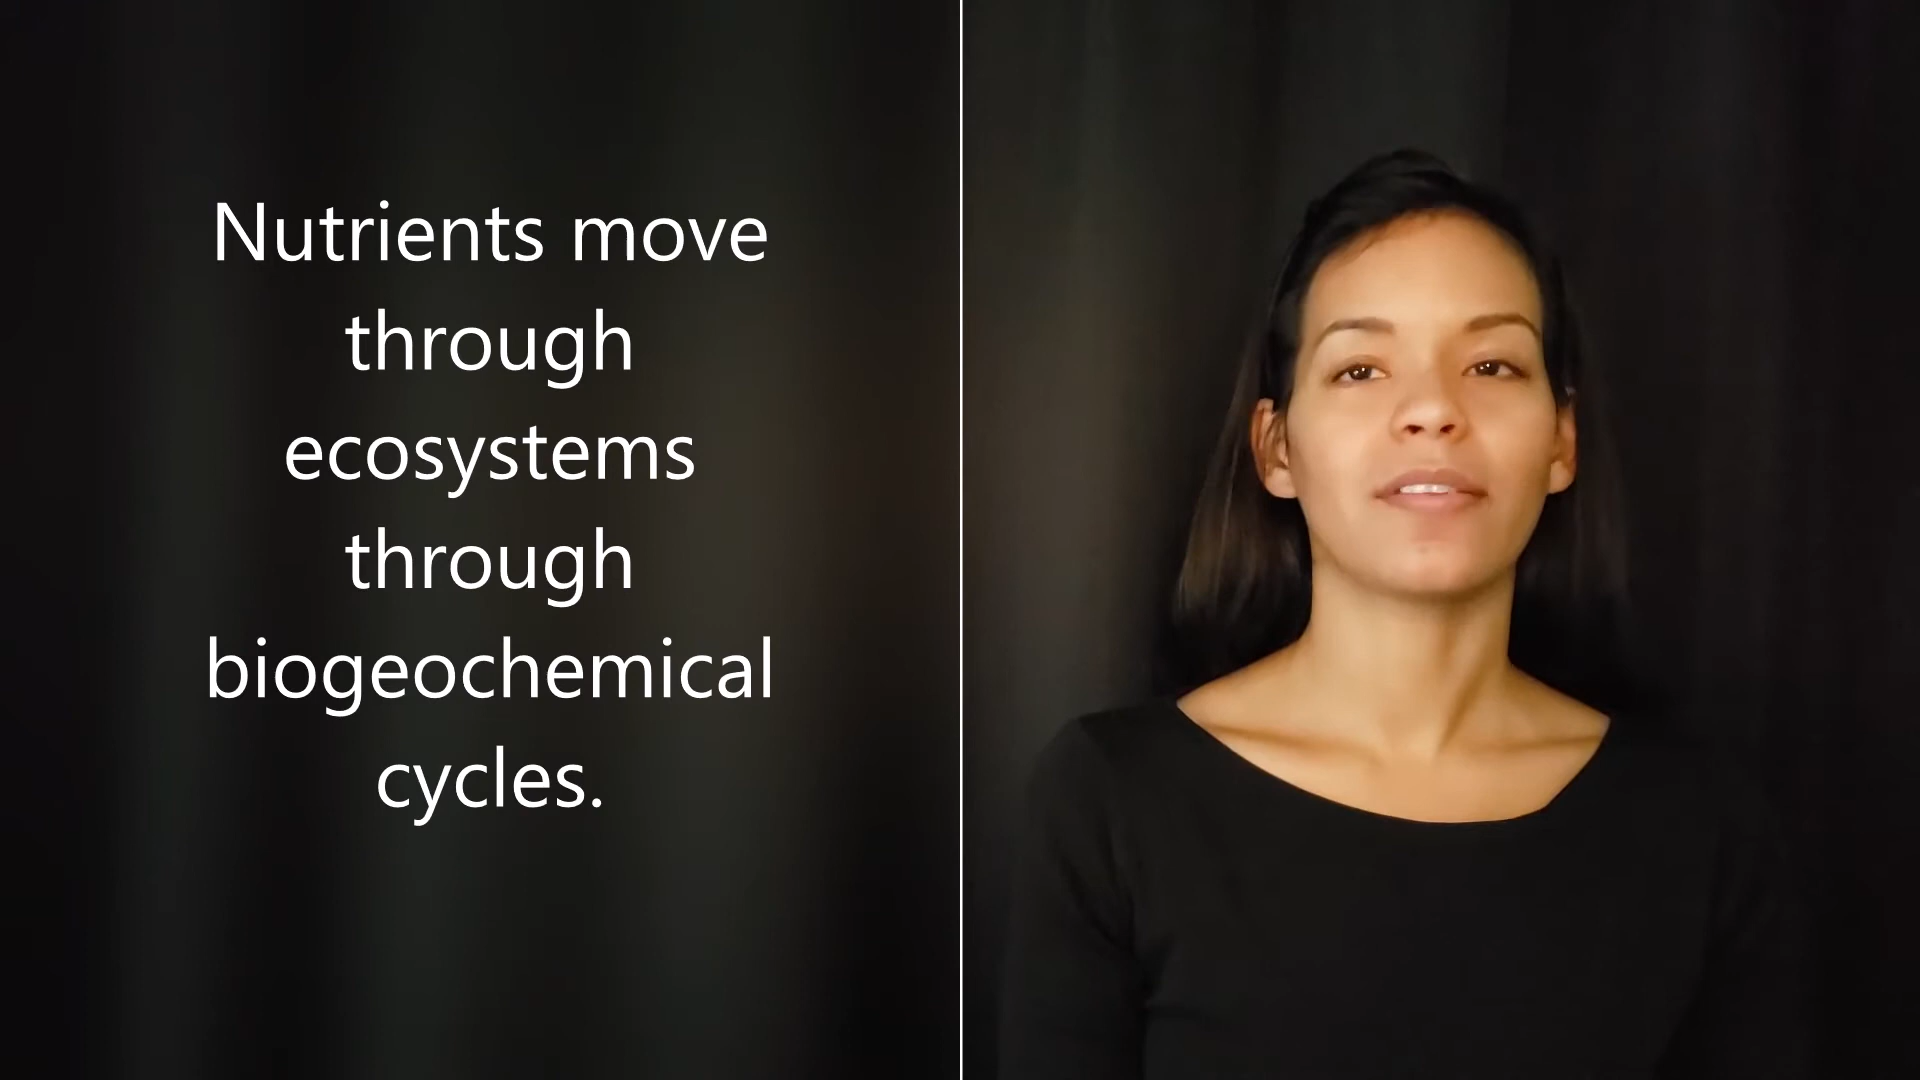 Nutrients move
through
ecosystems
through
biogeochemical
cycles.